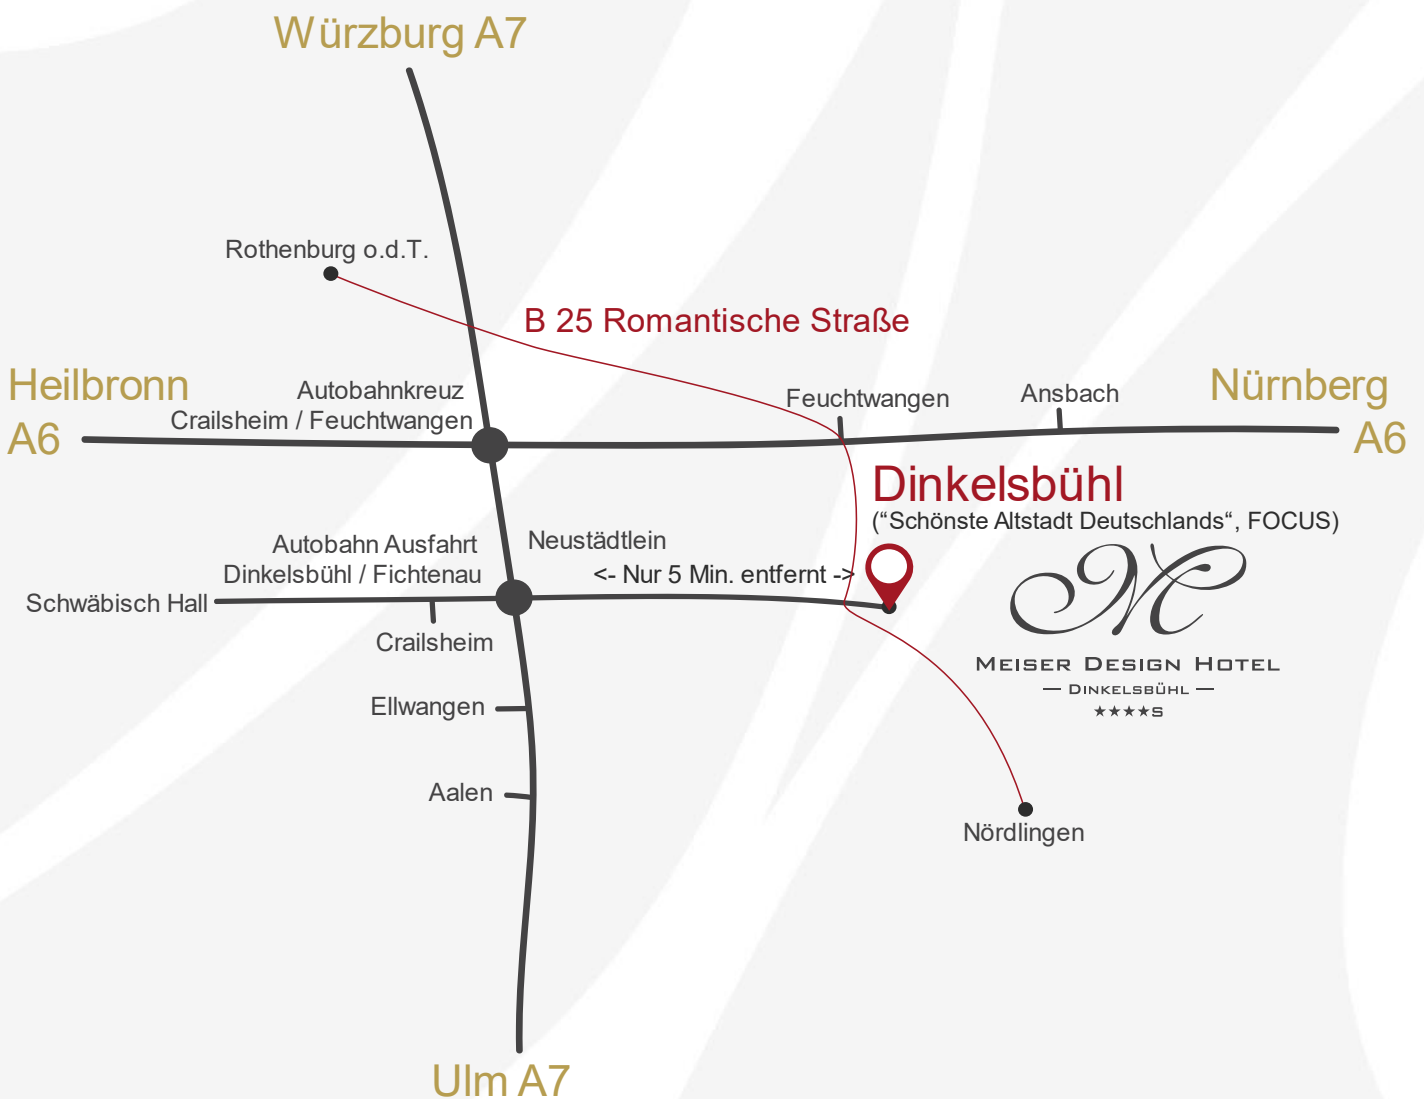 Würzburg A7
Rothenburg o.d.T.
B 25 Romantische Straße
Heilbronn
A6
Autobahnkreuz
Crailsheim / Feuchtwangen
Feuchtwangen
Ansbach
Nürnberg
A6
Dinkelsbühl
(“Schönste Altstadt Deutschlands“, FOCUS)
Autobahn Ausfahrt
Dinkelsbühl / Fichtenau
Neustädtlein
<- Nur 5 Min. entfernt ->
Schwäbisch Hall
Crailsheim
MEISER DESIGN HOTEL
— DINKELSBÜHL —
★★★★S
Ellwangen
Aalen
Nördlingen
Ulm A7